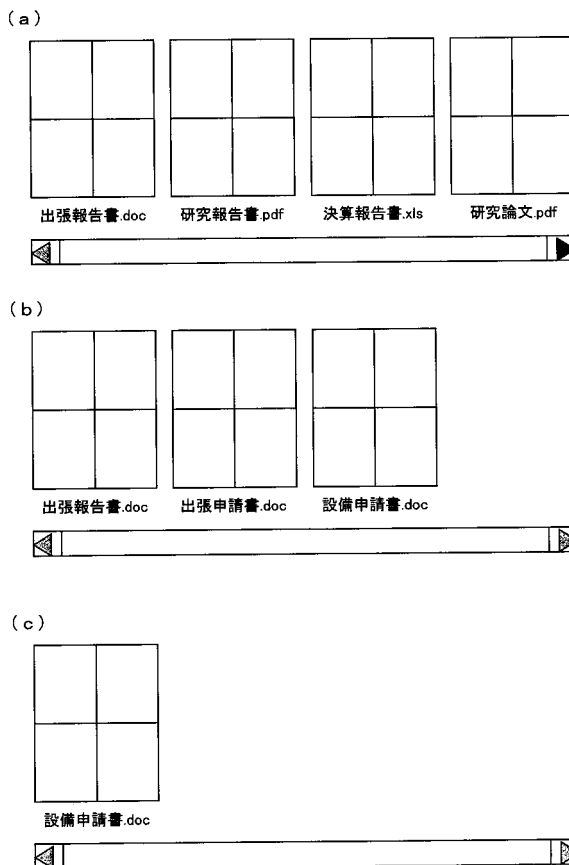 (a)
出張報告書.doc 研究報告書.pdf 決算報告書.xls 研究論文.pdf
(b)
出張報告書.doc 出張申請書.doc 設備申請書.doc
(c)
設備申請書.doc